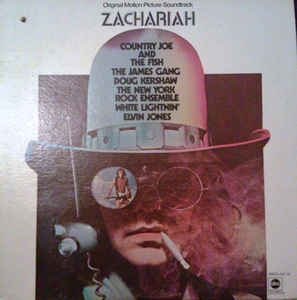 Original Motion Picture Soundtrack
ZACHARIAH
COUNTRY JOE
AND
THE FISH
THE JAMES GANG
DOUG KERSHAW
THE NEW YORK
ROCK ENSEMBLE
WHITE LIGHTNIN'
ELVIN JONES
abc